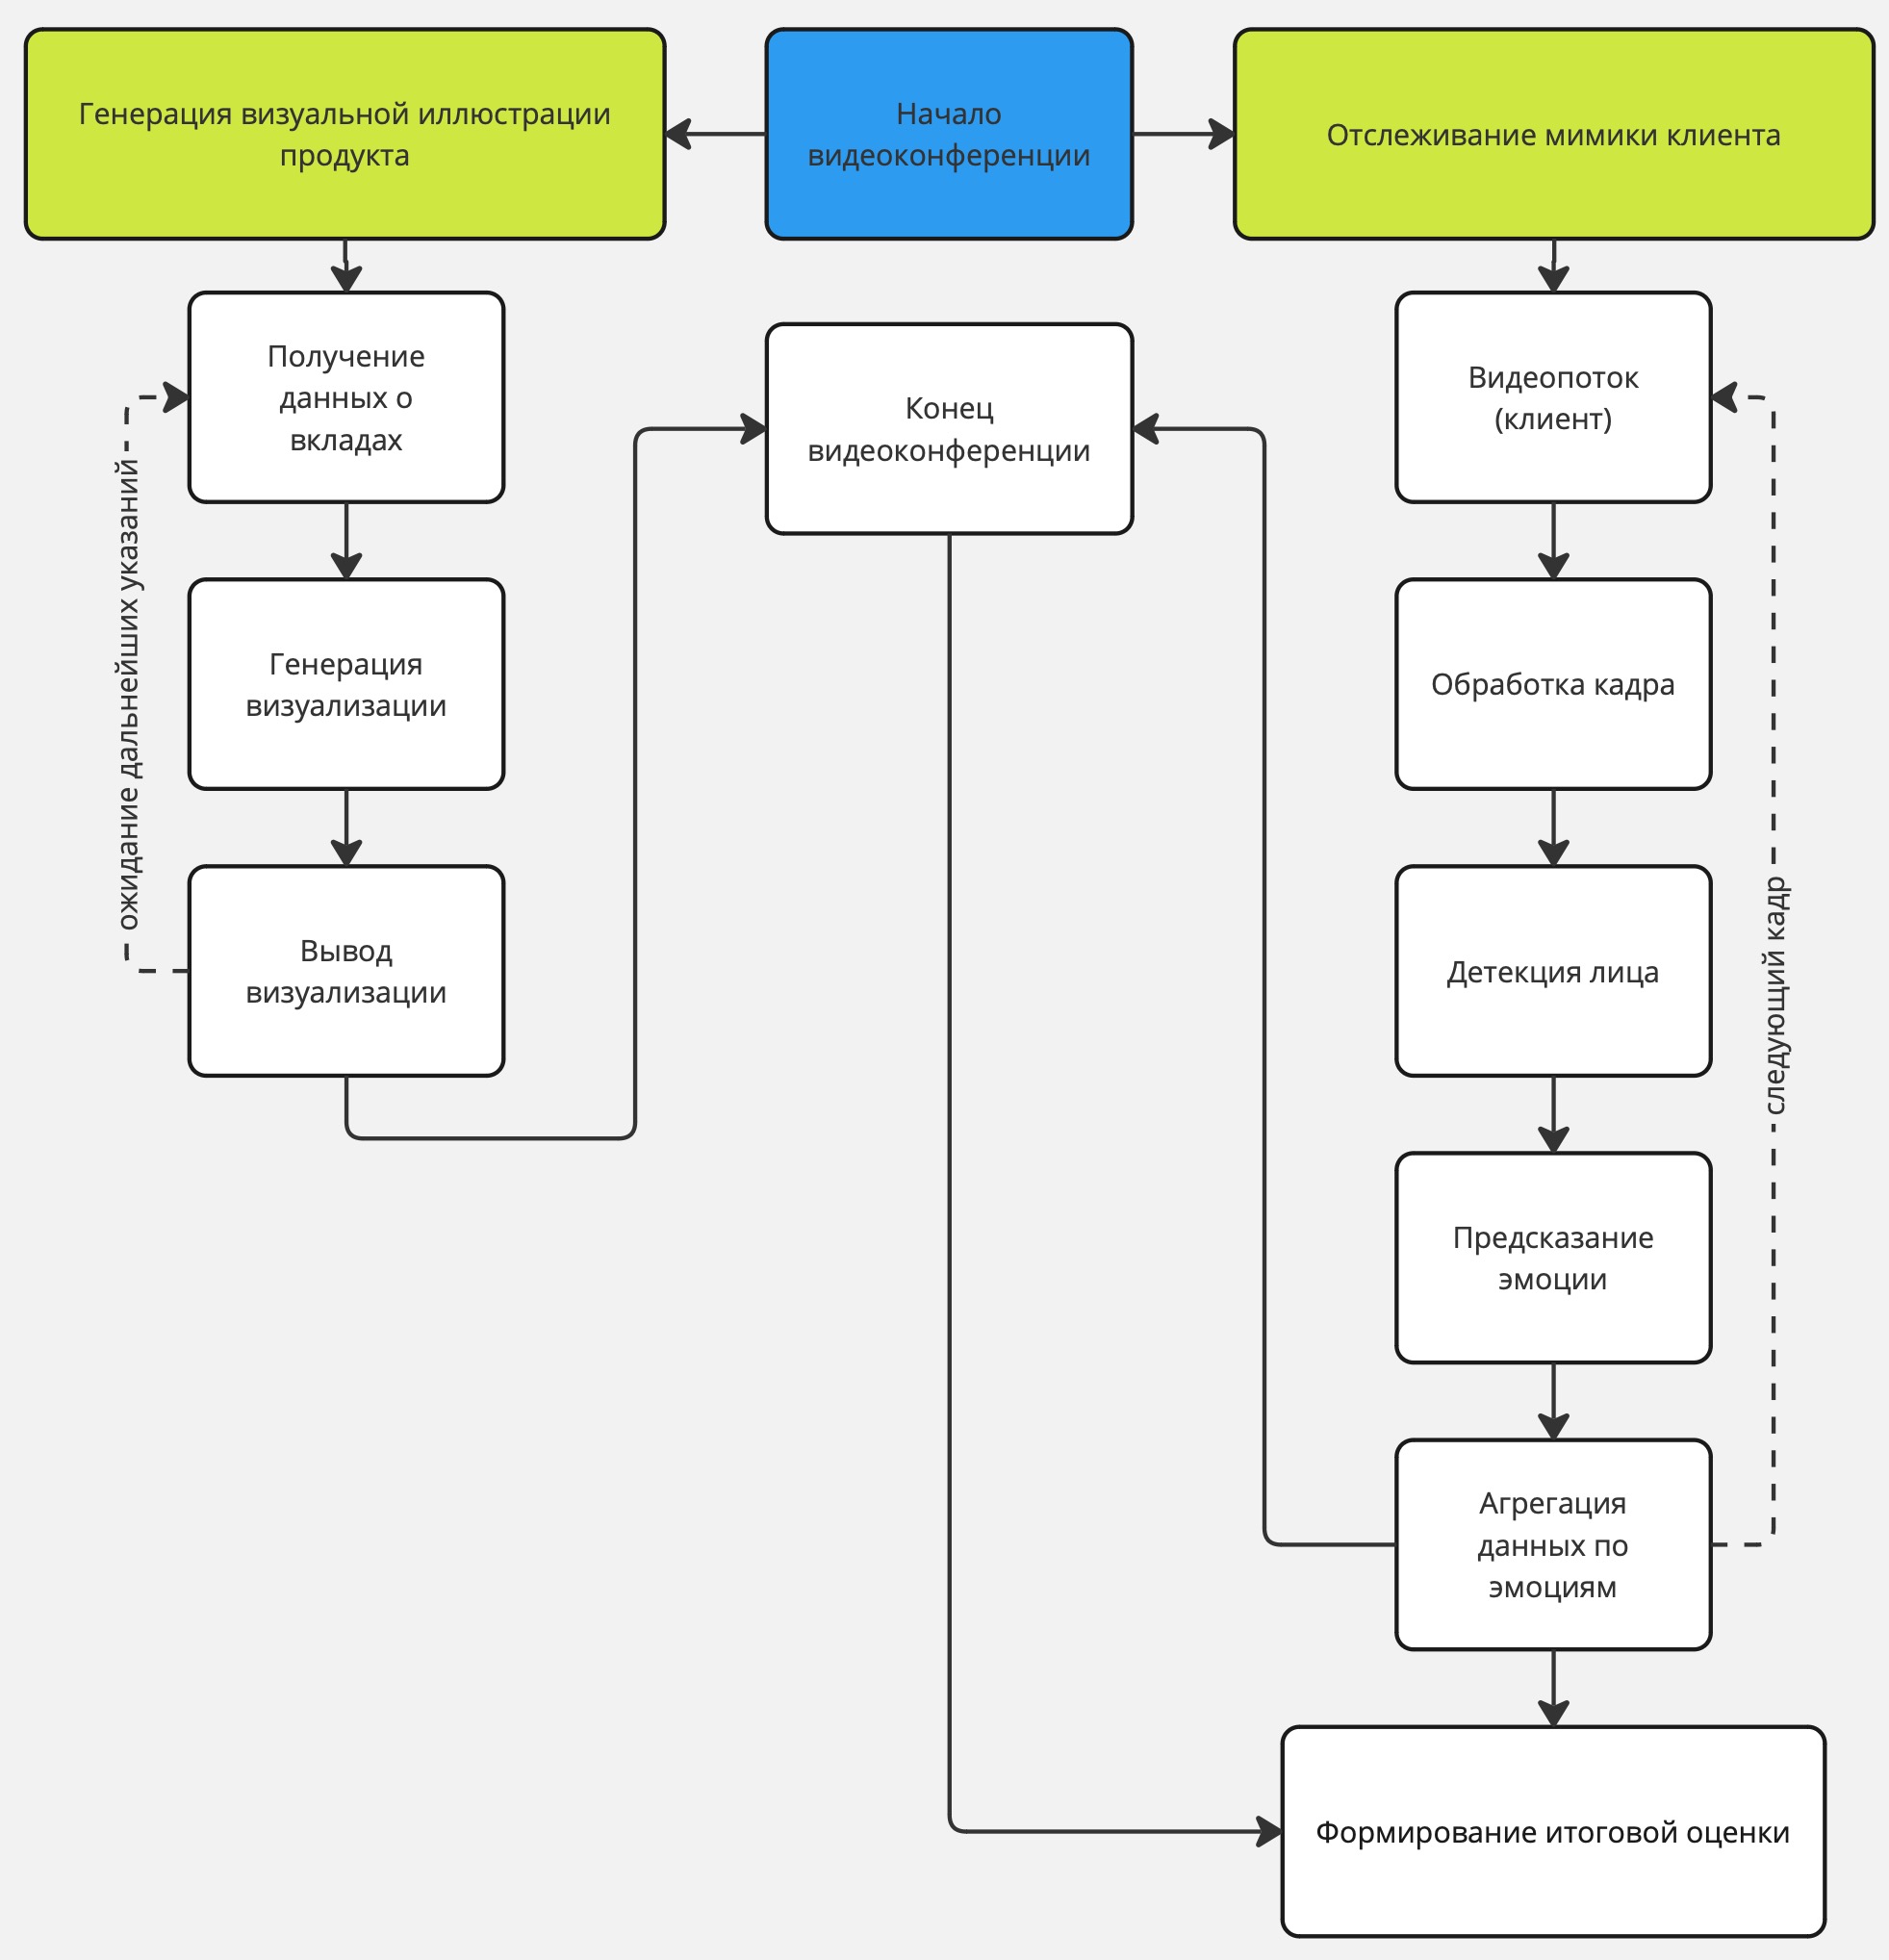 Генерация визуальной иллюстрации
продукта
Начало
видеоконференции
Отслеживание мимики клиента
Получение
данных о
вкладах
Конец
видеоконференции
Видеопоток
(клиент)
ожидание дальнейших указаний
Генерация
визуализации
Обработка кадра
Вывод
визуализации
Детекция лица
следующий кадр
Предсказание
эмоции
Агрегация
данных по
эмоциям
Формирование итоговой оценки